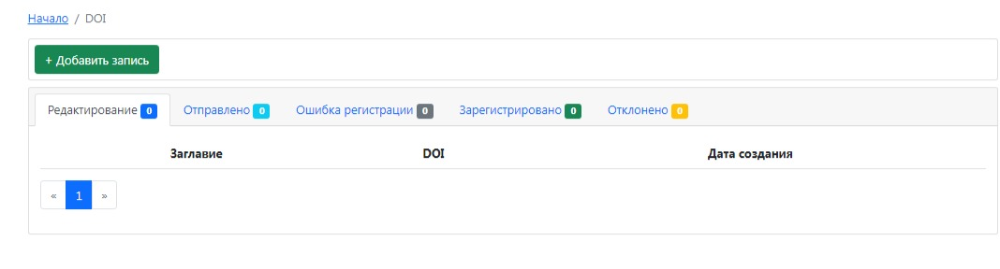 Начало / DOI
+ Добавить запись
Редактирование 0 Отправлено 0 Ошибка регистрации 0 Зарегистрировано 0 Отклонено 0
Заглавие DOI Дата создания
« 1 »